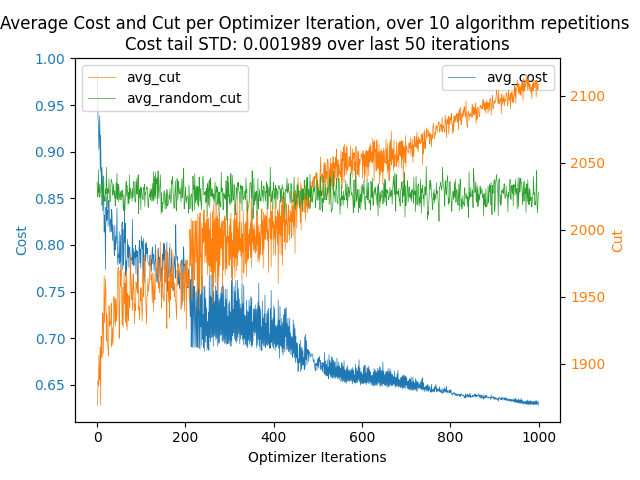 Average Cost and Cut per Optimizer Iteration, over 10 algorithm repetitions
Cost tail STD: 0.001989 over last 50 iterations
avg_cut
avg_random_cut
avg_cost
1.00
0.95
0.90
0.85
0.80
0.75
0.70
0.65
Cost
2100
2050
2000
1950
1900
Cut
0
200
400
600
800
1000
Optimizer Iterations